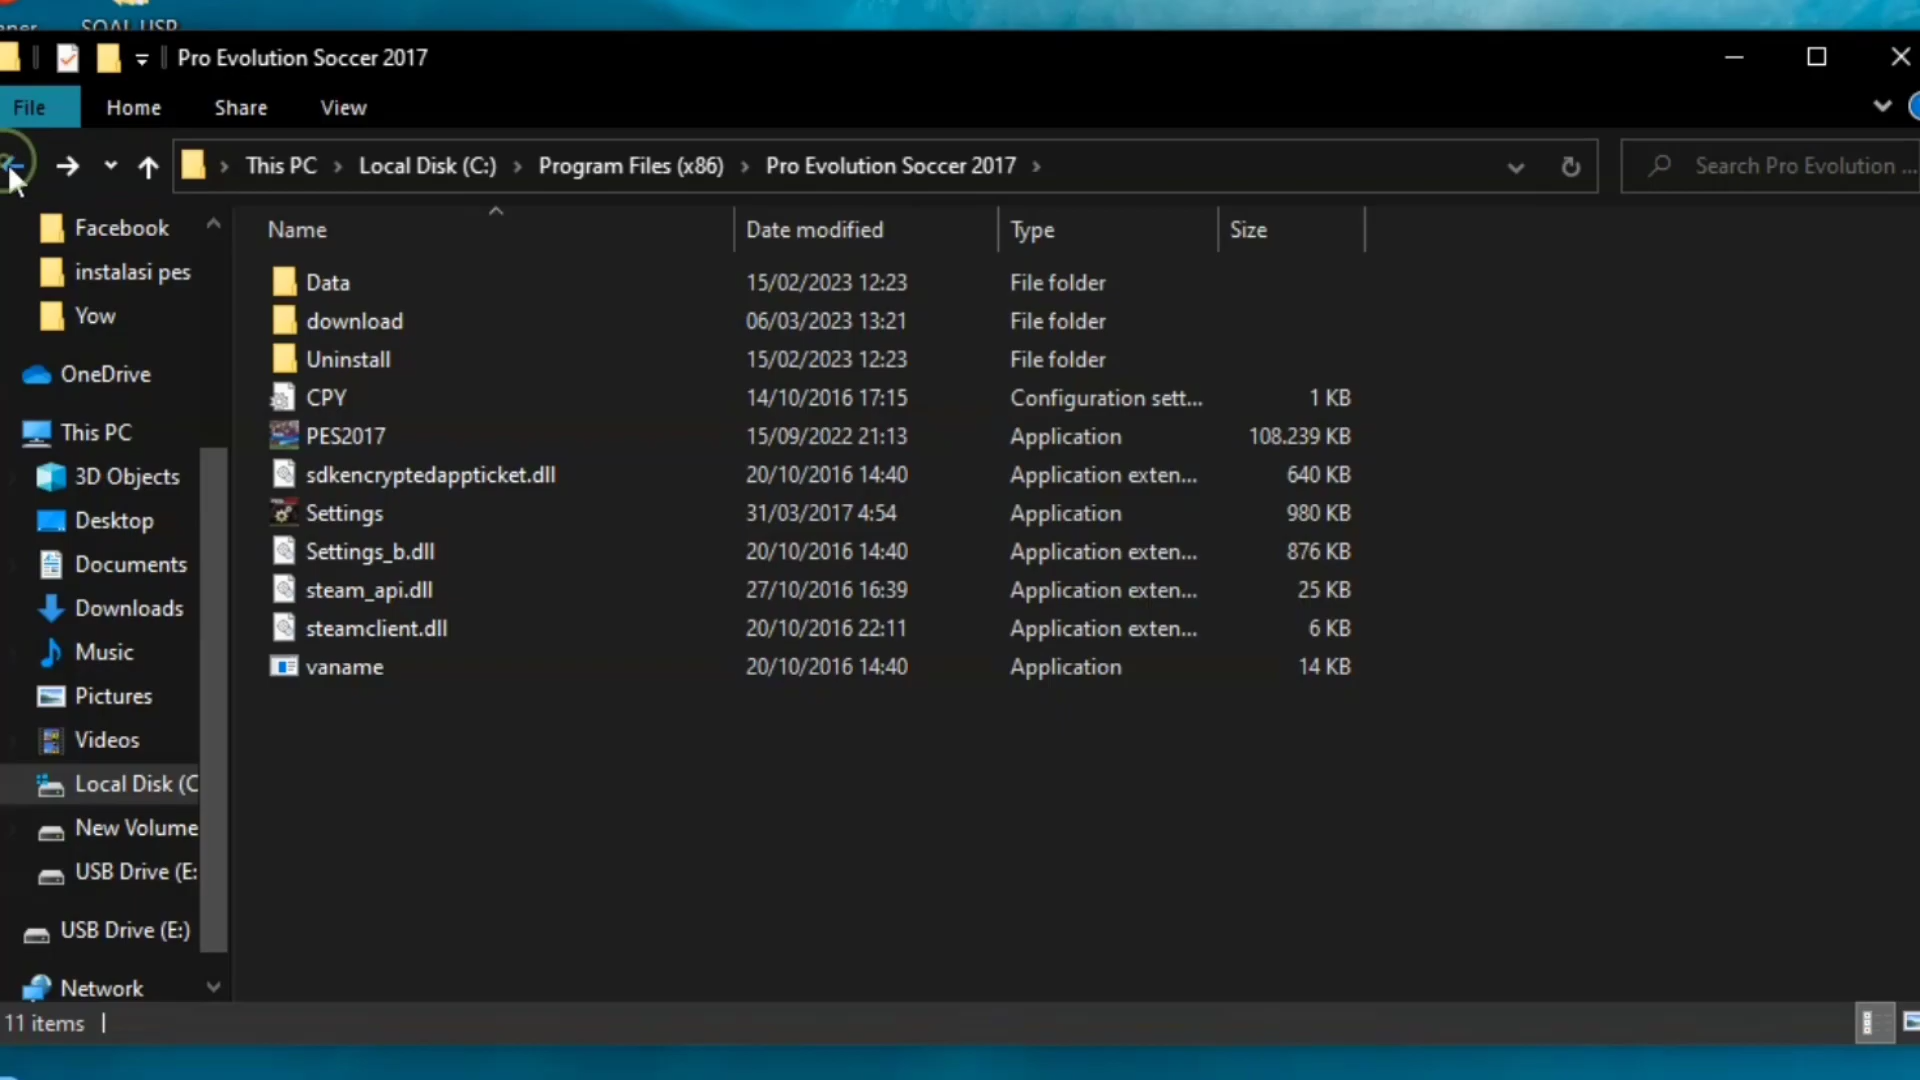 SOAL USP
Pro Evolution Soccer 2017
File Home Share View
This PC Local Disk (C:) Program Files (x86) Pro Evolution Soccer 2017 Search Pro Evolution ...
Name Date modified Type Size
Facebook
instalasi pes
Yow
OneDrive
This PC
3D Objects
Desktop
Documents
Downloads
Music
Pictures
Videos
Local Disk (C
New Volume
USB Drive (E:
USB Drive (E:)
Network
Data 15/02/2023 12:23 File folder
download 06/03/2023 13:21 File folder
Uninstall 15/02/2023 12:23 File folder
CPY 14/10/2016 17:15 Configuration sett... 1 KB
PES2017 15/09/2022 21:13 Application 108.239 KB
sdkencryptedappticket.dll 20/10/2016 14:40 Application exten... 640 KB
Settings 31/03/2017 4:54 Application 980 KB
Settings_b.dll 20/10/2016 14:40 Application exten... 876 KB
steam_api.dll 27/10/2016 16:39 Application exten... 25 KB
steamclient.dll 20/10/2016 22:11 Application exten... 6 KB
vaname 20/10/2016 14:40 Application 14 KB
11 items